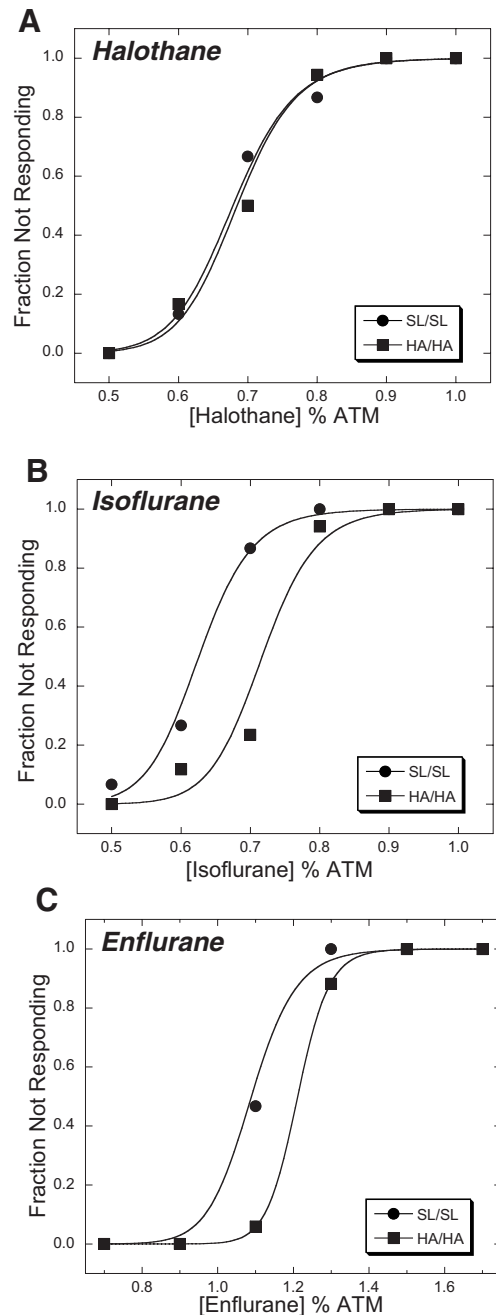 A
Halothane
1.0
0.8
0.6
0.4
0.2
0.0
Fraction Not Responding
SL/SL
HA/HA
0.5 0.6 0.7 0.8 0.9 1.0
[Halothane] % ATM
B
Isoflurane
1.0
0.8
0.6
0.4
0.2
0.0
Fraction Not Responding
SL/SL
HA/HA
0.5 0.6 0.7 0.8 0.9 1.0
[Isoflurane] % ATM
C
Enflurane
1.0
0.8
0.6
0.4
0.2
0.0
Fraction Not Responding
SL/SL
HA/HA
0.8 1.0 1.2 1.4 1.6
[Enflurane] % ATM